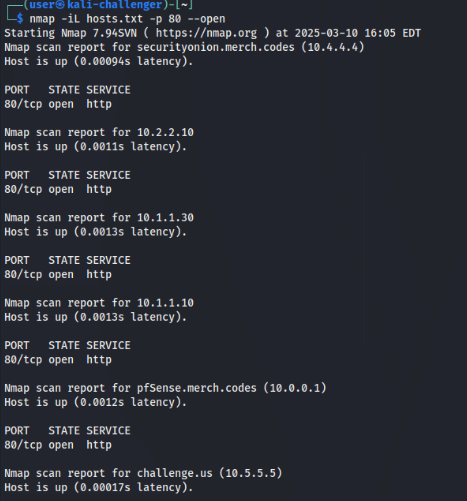 (user㉿kali-challenger)-[~]
$ nmap -iL hosts.txt -p 80 --open
Starting Nmap 7.94SVN ( https://nmap.org ) at 2025-03-10 16:05 EDT
Nmap scan report for securityonion.merch.codes (10.4.4.4)
Host is up (0.00094s latency).
PORT   STATE SERVICE
80/tcp open  http
Nmap scan report for 10.2.2.10
Host is up (0.0011s latency).
PORT   STATE SERVICE
80/tcp open  http
Nmap scan report for 10.1.1.30
Host is up (0.0013s latency).
PORT   STATE SERVICE
80/tcp open  http
Nmap scan report for 10.1.1.10
Host is up (0.0013s latency).
PORT   STATE SERVICE
80/tcp open  http
Nmap scan report for pfSense.merch.codes (10.0.0.1)
Host is up (0.0012s latency).
PORT   STATE SERVICE
80/tcp open  http
Nmap scan report for challenge.us (10.5.5.5)
Host is up (0.00017s latency).